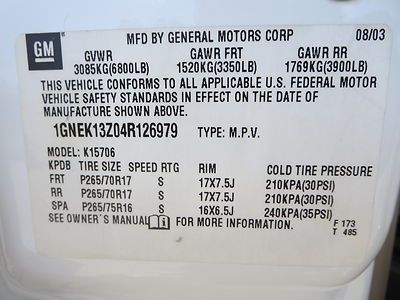 GM MFD BY GENERAL MOTORS CORP 08/03
GVWR GAWR FRT GAWR RR
3085KG(6800LB) 1520KG(3350LB) 1769KG(3900LB)
THIS VEHICLE CONFORMS TO ALL APPLICABLE U.S. FEDERAL MOTOR
VEHICLE SAFETY STANDARDS IN EFFECT ON THE DATE OF
MANUFACTURE SHOWN ABOVE.
1GNEK13Z04R126979 TYPE: M.P.V.
MODEL: K15706
KPDB TIRE SIZE SPEED RTG RIM COLD TIRE PRESSURE
FRT P265/70R17 S 17X7.5J 210KPA(30PSI)
RR P265/70R17 S 17X7.5J 210KPA(30PSI)
SPA P265/75R16 S 16X6.5J 240KPA(35PSI)
SEE OWNER'S MANUAL FOR MORE INFORMATION. F 173
T 485